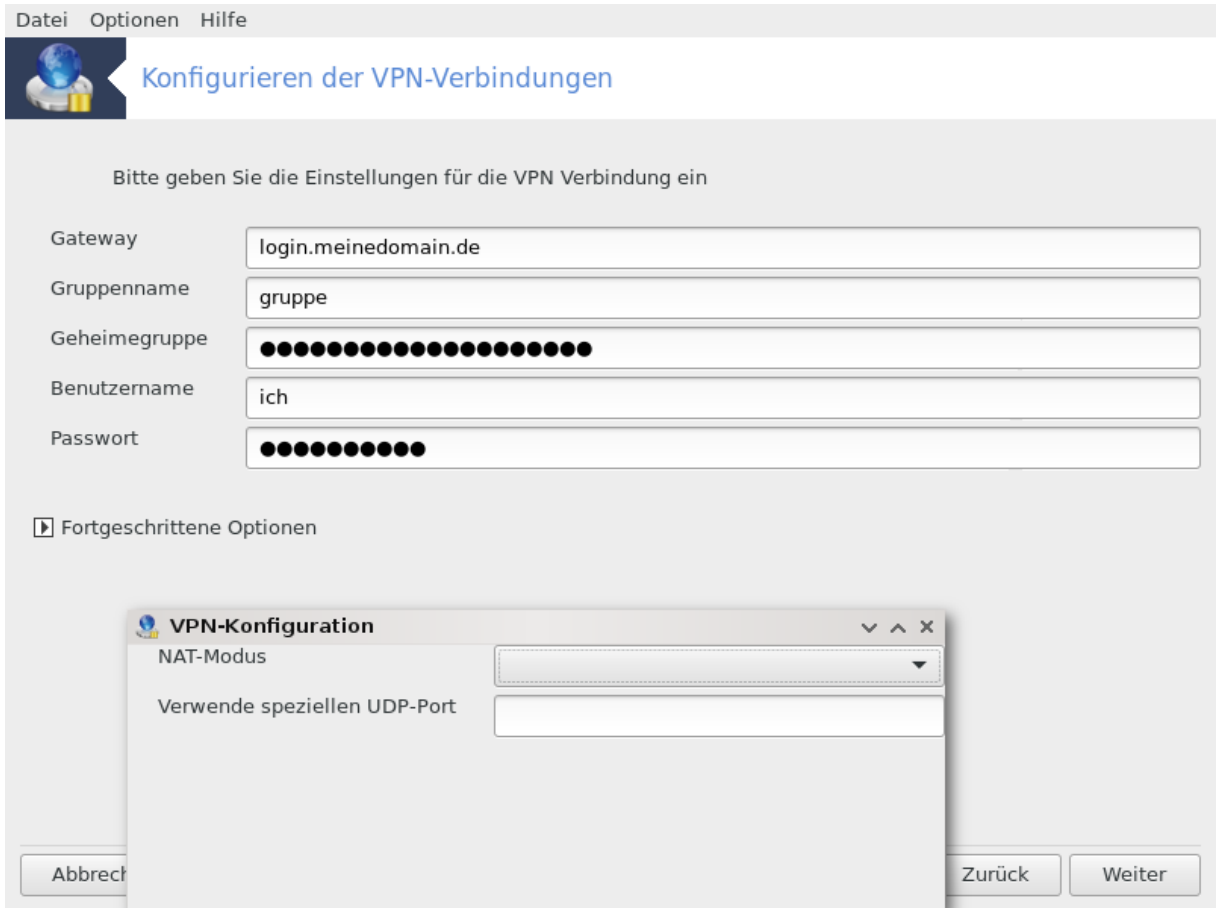 Datei Optionen Hilfe
Konfigurieren der VPN-Verbindungen
Bitte geben Sie die Einstellungen für die VPN Verbindung ein
Gateway login.meinedomain.de
Gruppenname gruppe
Geheimegruppe ●●●●●●●●●●●●●●●●●●●●
Benutzername ich
Passwort ●●●●●●●●●●
Fortgeschrittene Optionen
VPN-Konfiguration
NAT-Modus
Verwende speziellen UDP-Port
Abbrech Zurück Weiter